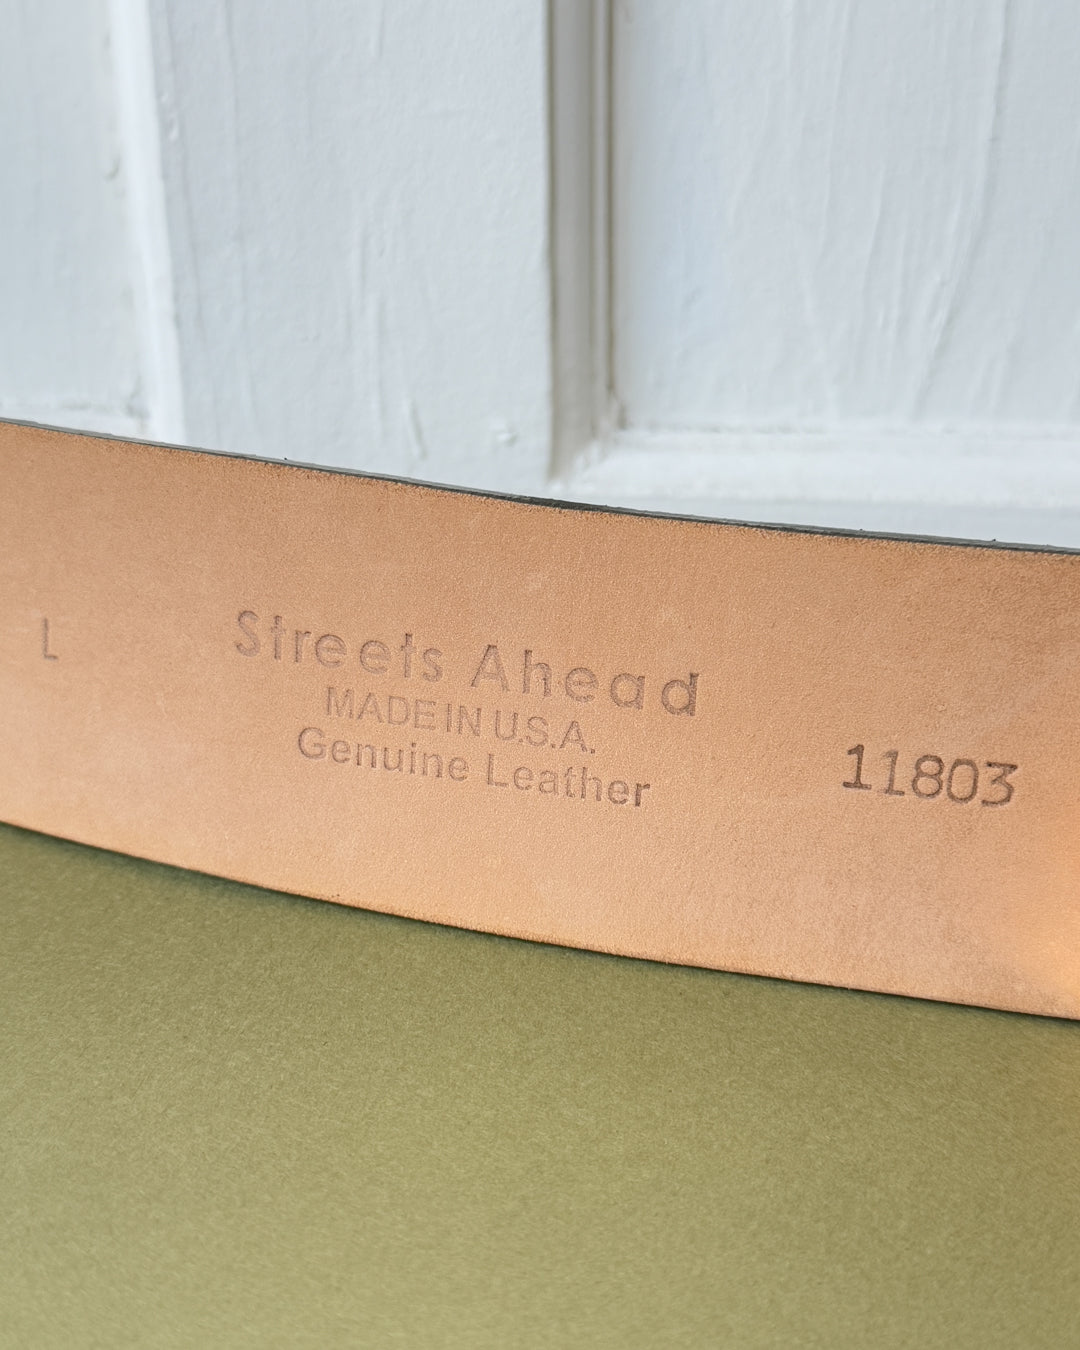 L
Streets Ahead
MADE IN U.S.A.
Genuine Leather
11803